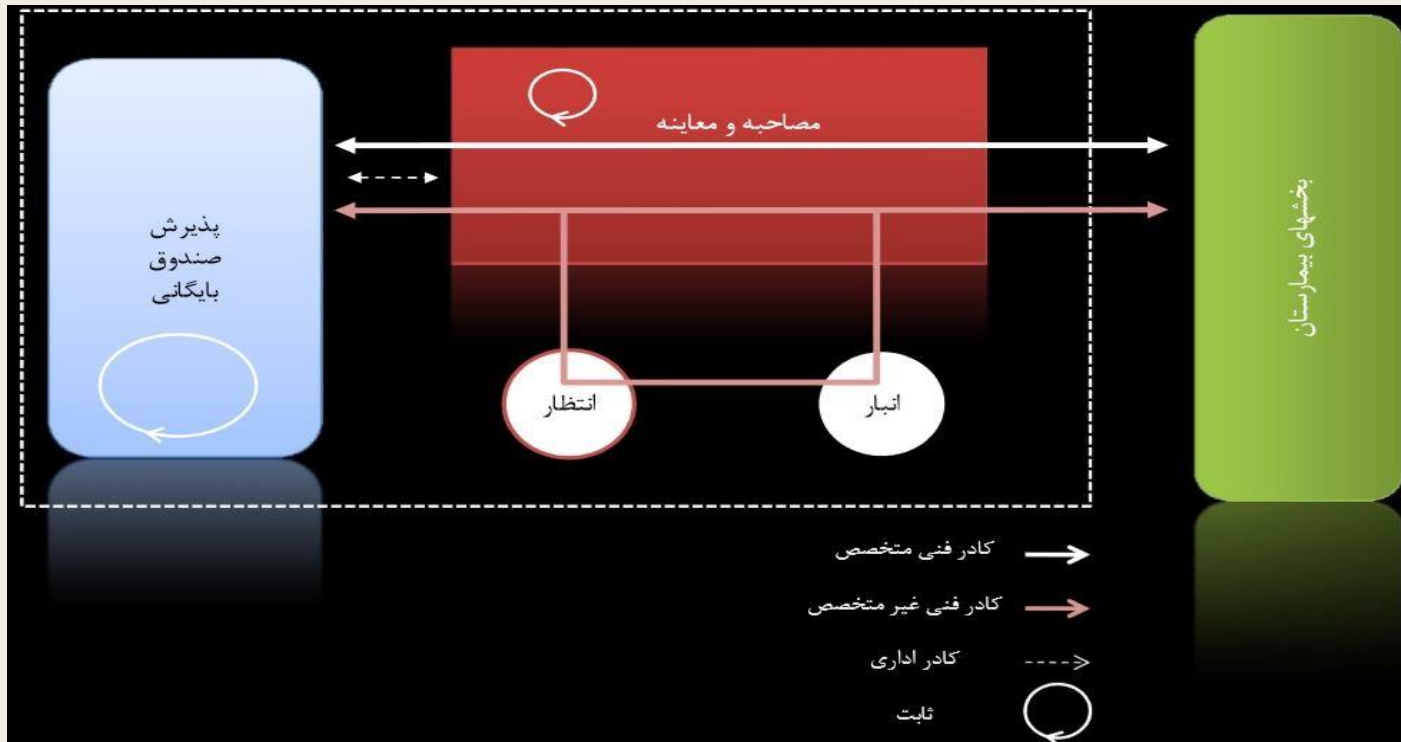 مصاحبه و معاینه
پذیرش
صندوق
بایگانی
بخشهای بیمارستان
انتظار
انبار
کادر فنی متخصص
کادر فنی غیر متخصص
کادر اداری
ثابت